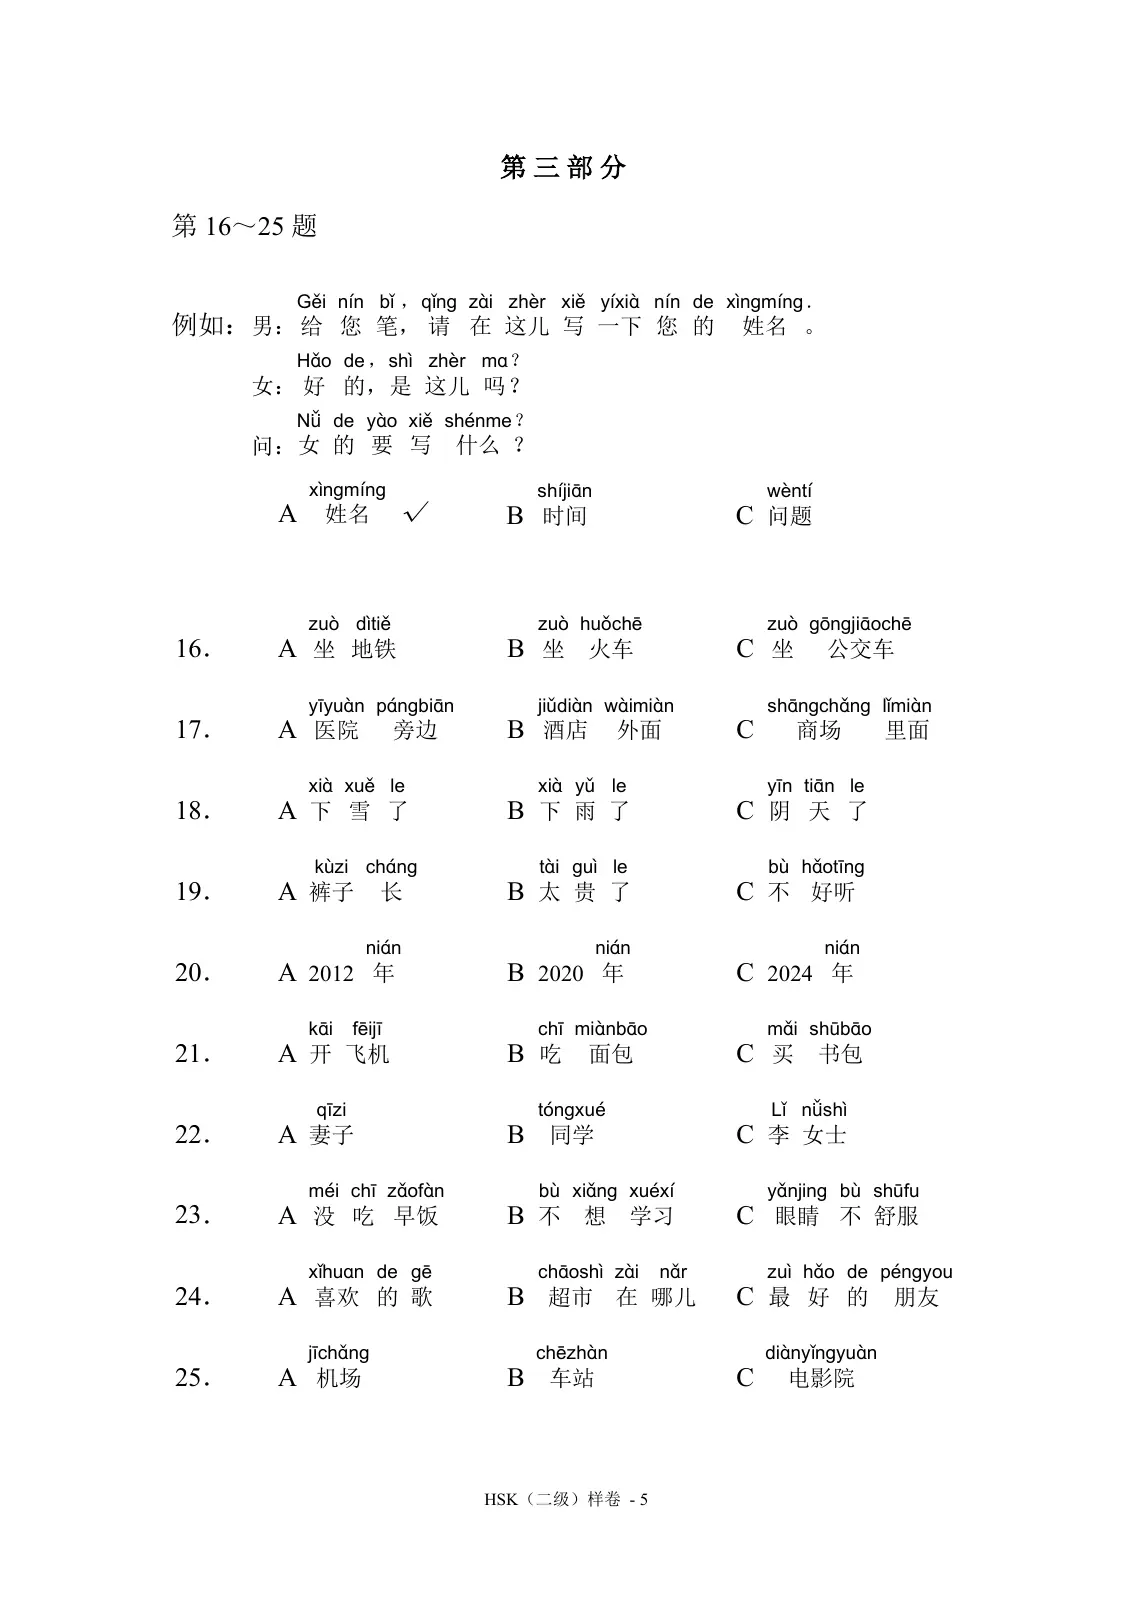 第三部分
第 16～25 题
Gěi nín bǐ，qǐng zài zhèr xiě yíxià nín de xìngmíng.
例如：男：给 您 笔，请 在 这儿 写 一下 您 的 姓名 。
Hǎo de，shì zhèr ma？
女：好 的，是 这儿 吗？
Nǚ de yào xiě shénme？
问：女 的 要 写 什么 ？
xìngmíng shíjiān wèntí
A 姓名 ✓ B 时间 C 问题
zuò dìtiě zuò huǒchē zuò gōngjiāochē
16． A 坐 地铁 B 坐 火车 C 坐 公交车
yīyuàn pángbiān jiǔdiàn wàimiàn shāngchǎng lǐmiàn
17． A 医院 旁边 B 酒店 外面 C 商场 里面
xià xuě le xià yǔ le yīn tiān le
18． A 下 雪 了 B 下 雨 了 C 阴 天 了
kùzi cháng tài guì le bù hǎotīng
19． A 裤子 长 B 太 贵 了 C 不 好听
nián nián nián
20． A 2012 年 B 2020 年 C 2024 年
kāi fēijī chī miànbāo mǎi shūbāo
21． A 开 飞机 B 吃 面包 C 买 书包
qīzi tóngxué Lǐ nǚshì
22． A 妻子 B 同学 C 李 女士
méi chī zǎofàn bù xiǎng xuéxí yǎnjing bù shūfu
23． A 没 吃 早饭 B 不 想 学习 C 眼睛 不 舒服
xǐhuan de gē chāoshì zài nǎr zuì hǎo de péngyou
24． A 喜欢 的 歌 B 超市 在 哪儿 C 最 好 的 朋友
jīchǎng chēzhàn diànyǐngyuàn
25． A 机场 B 车站 C 电影院
HSK（二级）样卷 - 5